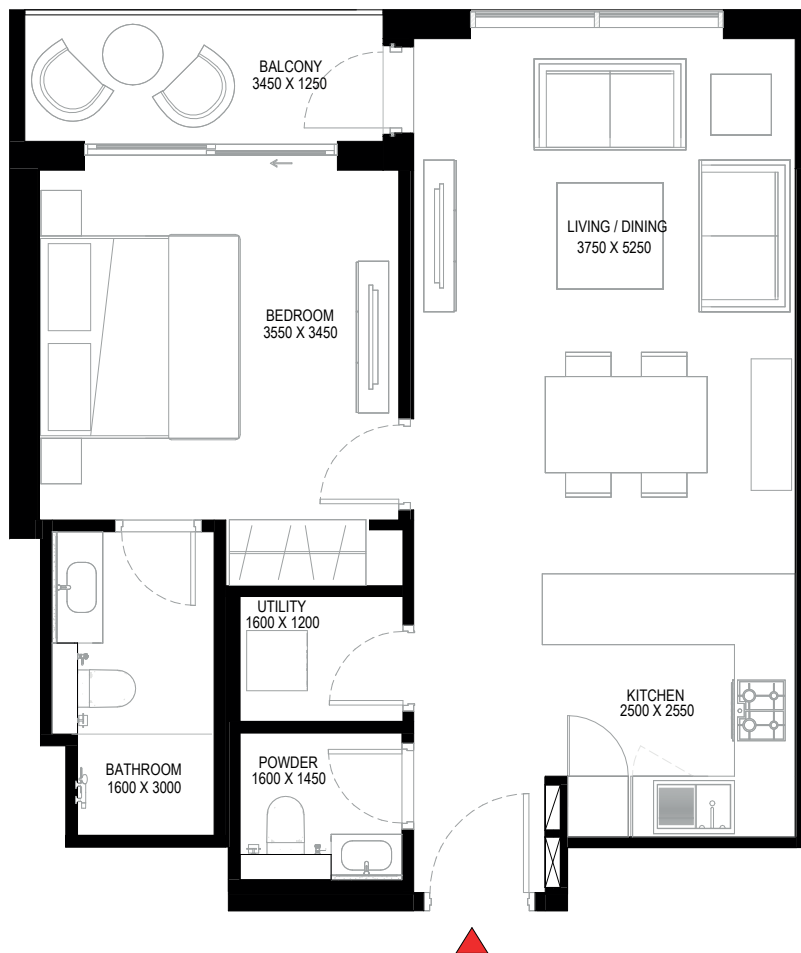 BALCONY
3450 X 1250
LIVING / DINING
3750 X 5250
BEDROOM
3550 X 3450
UTILITY
1600 X 1200
KITCHEN
2500 X 2550
BATHROOM
1600 X 3000
POWDER
1600 X 1450